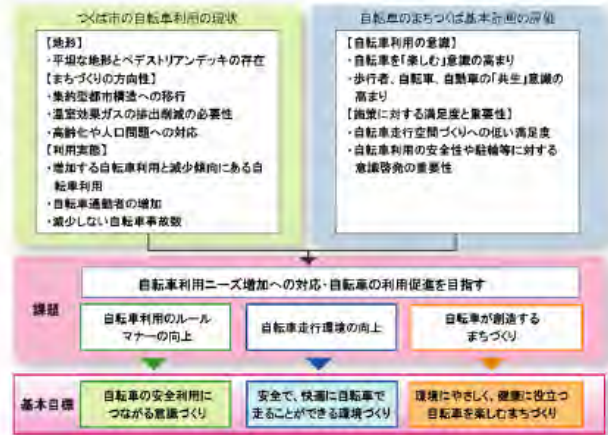 つくば市の自転車利用の現状
【地形】
・平坦な地形とペデストリアンデッキの存在
【まちづくりの方向性】
・集約型都市構造への移行
・温室効果ガスの排出削減の必要性
・高齢化や人口問題への対応
【利用実態】
・増加する自転車利用と減少傾向にある自
転車利用
・自転車通勤者の増加
・減少しない自転車事故数
自転車のまちつくば基本計画の評価
【自転車利用の意識】
・自転車を「楽しむ」意識の高まり
・歩行者、自転車、自動車の「共生」意識の
高まり
【施策に対する満足度と重要性】
・自転車走行空間づくりへの低い満足度
・自転車利用の安全性や駐輪等に対する
意識啓発の重要性
課題
自転車利用ニーズ増加への対応・自転車の利用促進を目指す
自転車利用のルール
マナーの向上
自転車走行環境の向上
自転車が創造する
まちづくり
基本目標
自転車の安全利用に
つながる意識づくり
安全で、快適に自転車で
走ることができる環境づくり
環境にやさしく、健康に役立つ
自転車を楽しむまちづくり